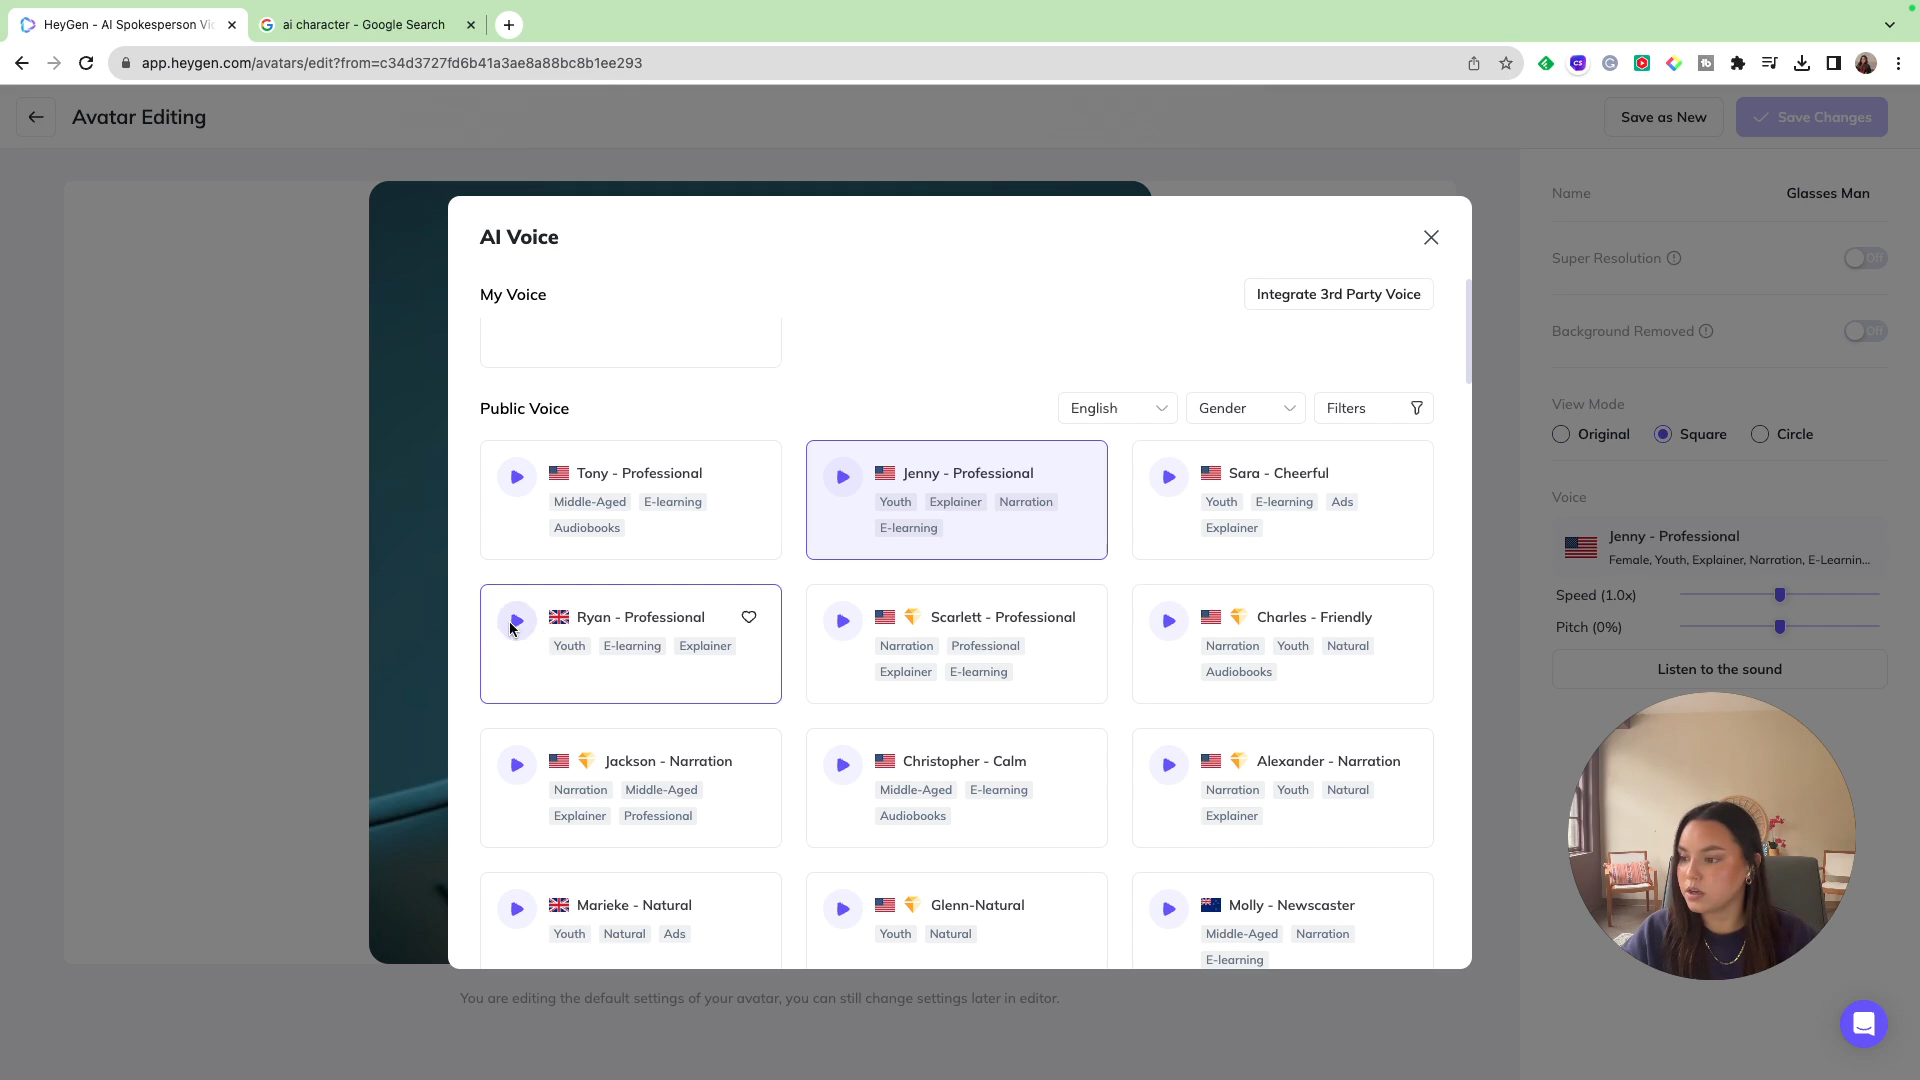 HeyGen - AI Spokesperson Vi
ai character - Google Search
app.heygen.com/avatars/edit?from=c34d3727fd6b41a3ae8a88bc8b1ee293
Avatar Editing
Save as New
Save Changes
AI Voice
My Voice
Integrate 3rd Party Voice
Public Voice
English
Gender
Filters
Tony - Professional
Middle-Aged E-learning
Audiobooks
Jenny - Professional
Youth Explainer Narration
E-learning
Sara - Cheerful
Youth E-learning Ads
Explainer
Ryan - Professional
Youth E-learning Explainer
Scarlett - Professional
Narration Professional
Explainer E-learning
Charles - Friendly
Narration Youth Natural
Audiobooks
Jackson - Narration
Narration Middle-Aged
Explainer Professional
Christopher - Calm
Middle-Aged E-learning
Audiobooks
Alexander - Narration
Narration Youth Natural
Explainer
Marieke - Natural
Youth Natural Ads
Glenn-Natural
Youth Natural
Molly - Newscaster
Middle-Aged Narration
E-learning
You are editing the default settings of your avatar, you can still change settings later in editor.
Name Glasses Man
Super Resolution Off
Background Removed Off
View Mode
Original Square Circle
Voice
Jenny - Professional
Female, Youth, Explainer, Narration, E-Learnin...
Speed (1.0x)
Pitch (0%)
Listen to the sound